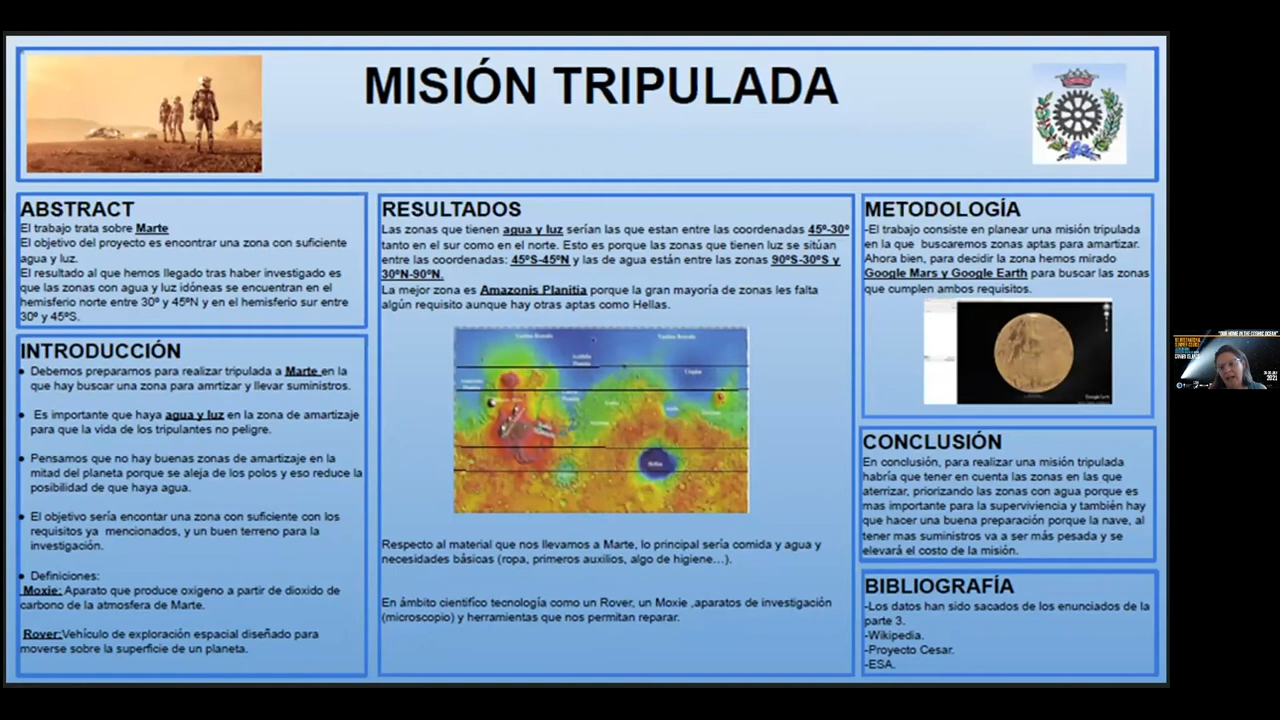 MISIÓN TRIPULADA
ABSTRACT
El trabajo trata sobre Marte
El objetivo del proyecto es encontrar una zona con suficiente
agua y luz.
El resultado al que hemos llegado tras haber investigado es
que las zonas con agua y luz idóneas se encuentran en el
hemisferio norte entre 30º y 45ºN y en el hemisferio sur entre
30º y 45ºS.
INTRODUCCIÓN
● Debemos prepararnos para realizar tripulada a Marte en la
que hay buscar una zona para amrtizar y llevar suministros.
● Es importante que haya agua y luz en la zona de amartizaje
para que la vida de los tripulantes no peligre.
● Pensamos que no hay buenas zonas de amartizaje en la
mitad del planeta porque se aleja de los polos y eso reduce la
posibilidad de que haya agua.
● El objetivo sería encontar una zona con suficiente con los
requisitos ya mencionados, y un buen terreno para la
investigación.
● Definiciones:
Moxie: Aparato que produce oxigeno a partir de dioxido de
carbono de la atmosfera de Marte.
Rover:Vehículo de exploración espacial diseñado para
moverse sobre la superficie de un planeta.
RESULTADOS
Las zonas que tienen agua y luz serían las que estan entre las coordenadas 45º-30º
tanto en el sur como en el norte. Esto es porque las zonas que tienen luz se sitúan
entre las coordenadas: 45ºS-45ºN y las de agua están entre las zonas 90ºS-30ºS y
30ºN-90ºN.
La mejor zona es Amazonis Planitia porque la gran mayoría de zonas les falta
algún requisito aunque hay otras aptas como Hellas.
Respecto al material que nos llevamos a Marte, lo principal sería comida y agua y
necesidades básicas (ropa, primeros auxilios, algo de higiene…).
En ámbito cientifico tecnología como un Rover, un Moxie ,aparatos de investigación
(microscopio) y herramientas que nos permitan reparar.
METODOLOGÍA
-El trabajo consiste en planear una misión tripulada
en la que buscaremos zonas aptas para amartizar.
Ahora bien, para decidir la zona hemos mirado
Google Mars y Google Earth para buscar las zonas
que cumplen ambos requisitos.
Google Earth
CONCLUSIÓN
En conclusión, para realizar una misión tripulada
habría que tener en cuenta las zonas en las que
aterrizar, priorizando las zonas con agua porque es
mas importante para la superviviencia y también hay
que hacer una buena preparación porque la nave, al
tener mas suministros va a ser más pesada y se
elevará el costo de la misión.
BIBLIOGRAFÍA
-Los datos han sido sacados de los enunciados de la
parte 3.
-Wikipedia.
-Proyecto Cesar.
-ESA.
"OUR HOME IN THE COSMIC OCEAN"
2021